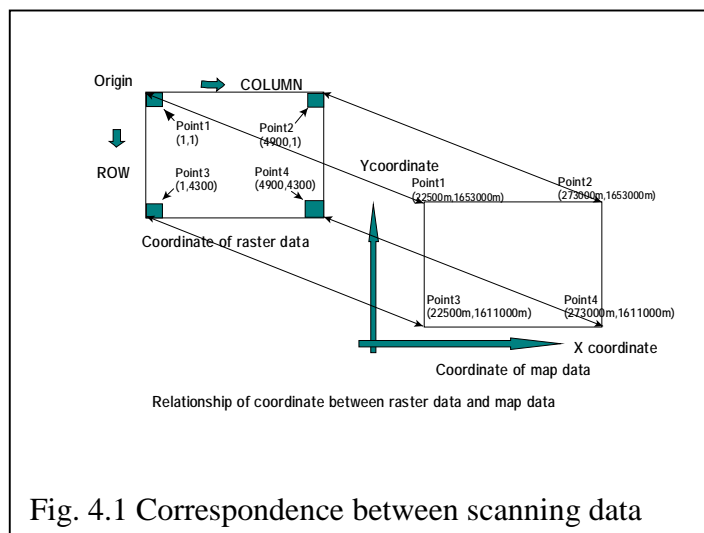 Origin
COLUMN
Point1
(1,1)
Point2
(4900,1)
ROW
Point3
(1,4300)
Point4
(4900,4300)
Coordinate of raster data
Ycoordinate
Point1
(22500m,1653000m)
Point2
(273000m,1653000m)
Point3
(22500m,1611000m)
Point4
(273000m,1611000m)
X coordinate
Coordinate of map data
Relationship of coordinate between raster data and map data
Fig. 4.1 Correspondence between scanning data